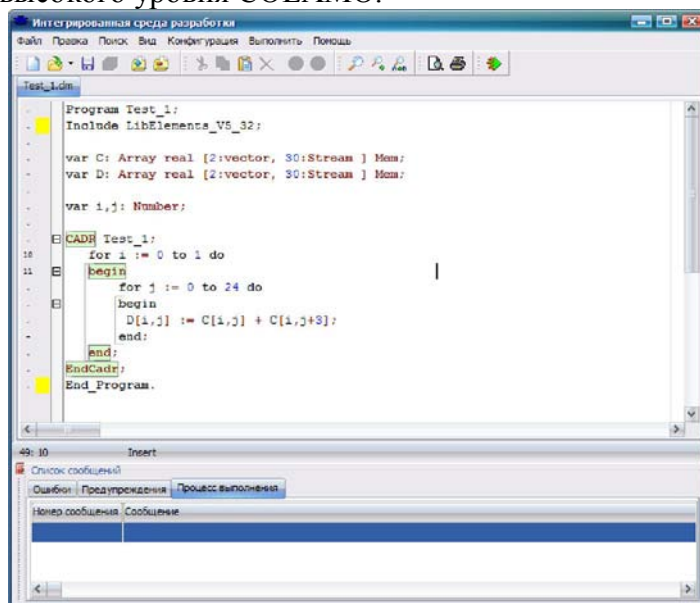 высокого уровня COLAMO.
Интегрированная среда разработки
Файл Правка Поиск Вид Конфигурация Выполнить Помощь
Test_1.dm
Program Test_1;
Include LibElements_V5_32;
var C: Array real [2:vector, 30:Stream ] Mem;
var D: Array real [2:vector, 30:Stream ] Mem;
var i,j: Number;
CADR Test_1;
10 for i := 0 to 1 do
11 begin
for j := 0 to 24 do
begin
D[i,j] := C[i,j] + C[i,j+3];
end;
end;
EndCadr;
End_Program.
49: 10 Insert
Список сообщений
Ошибки Предупреждения Процесс выполнения
Номер сообщения Сообщение